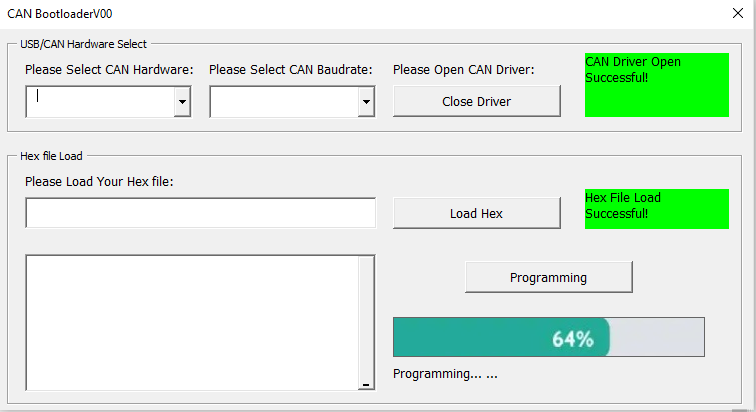 CAN BootloaderV00
USB/CAN Hardware Select
Please Select CAN Hardware:
Please Select CAN Baudrate:
Please Open CAN Driver:
CAN Driver Open
Successful!
Close Driver
Hex file Load
Please Load Your Hex file:
Load Hex
Hex File Load
Successful!
Programming
64%
Programming... ...